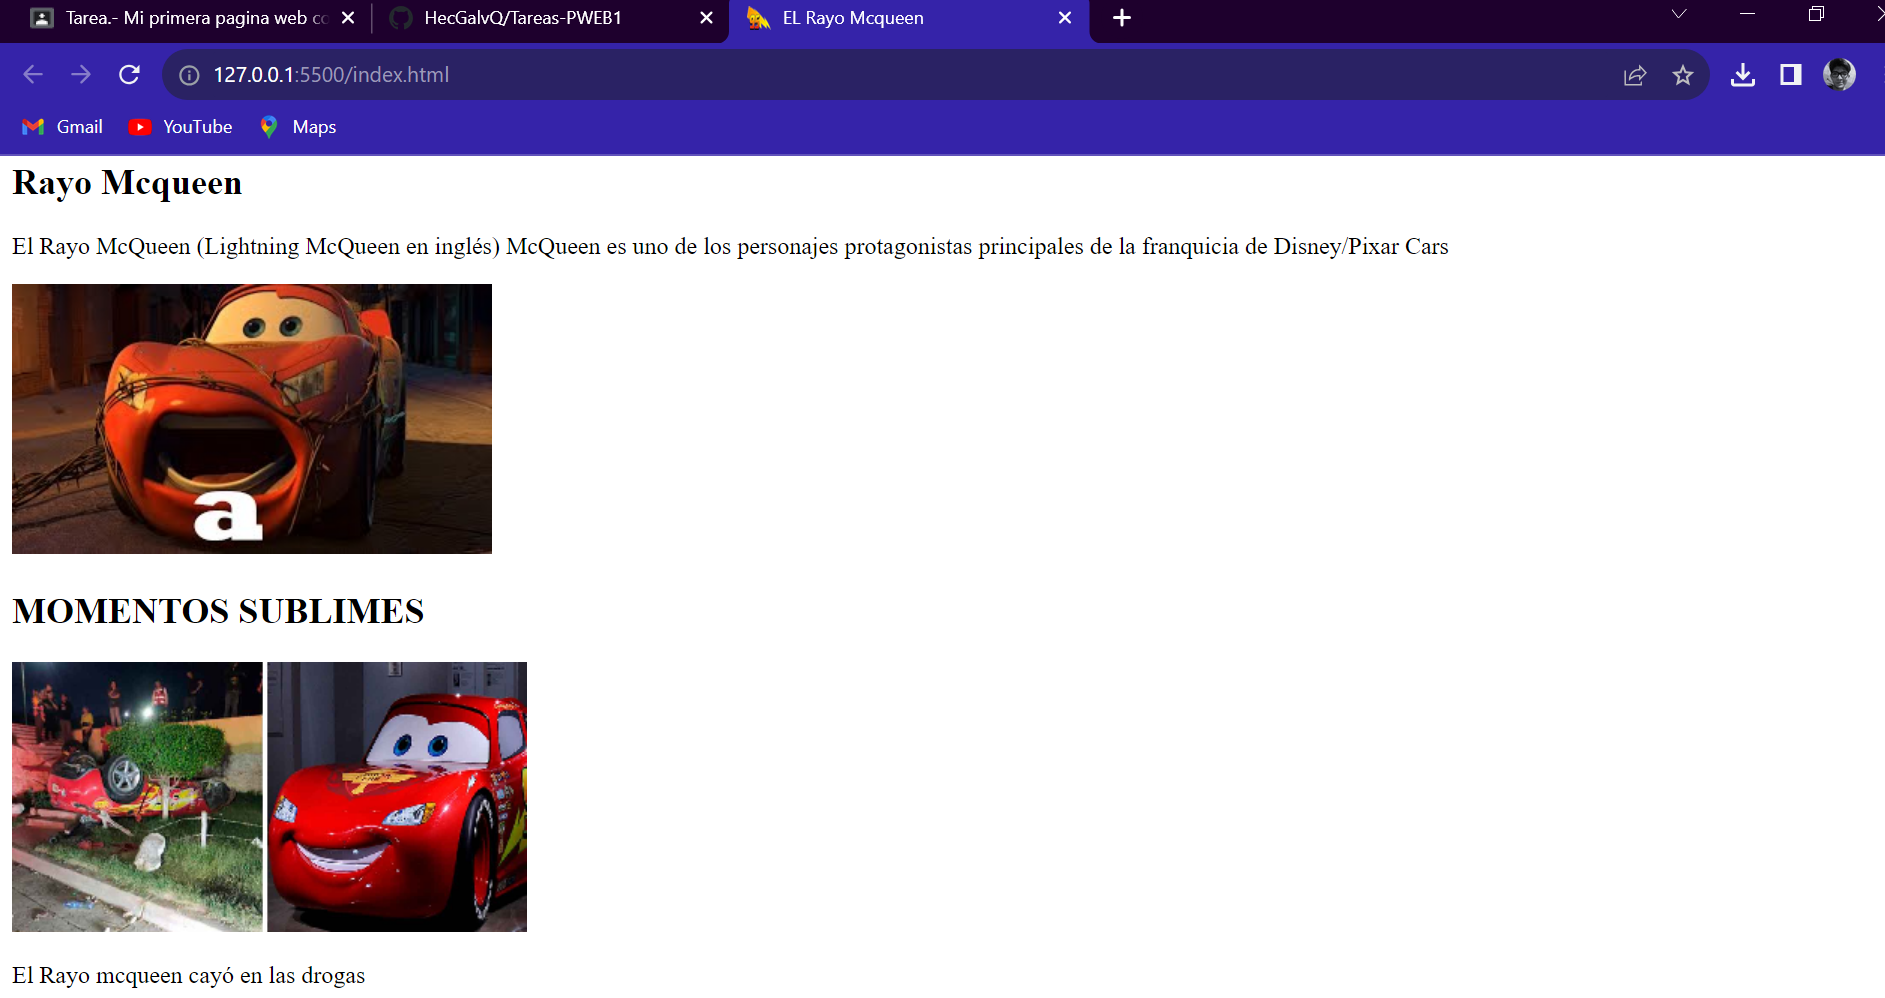 Tarea.- Mi primera pagina web co
HecGalvQ/Tareas-PWEB1
EL Rayo Mcqueen
127.0.0.1:5500/index.html
Gmail
YouTube
Maps
Rayo Mcqueen
El Rayo McQueen (Lightning McQueen en inglés) McQueen es uno de los personajes protagonistas principales de la franquicia de Disney/Pixar Cars
a
MOMENTOS SUBLIMES
El Rayo mcqueen cayó en las drogas